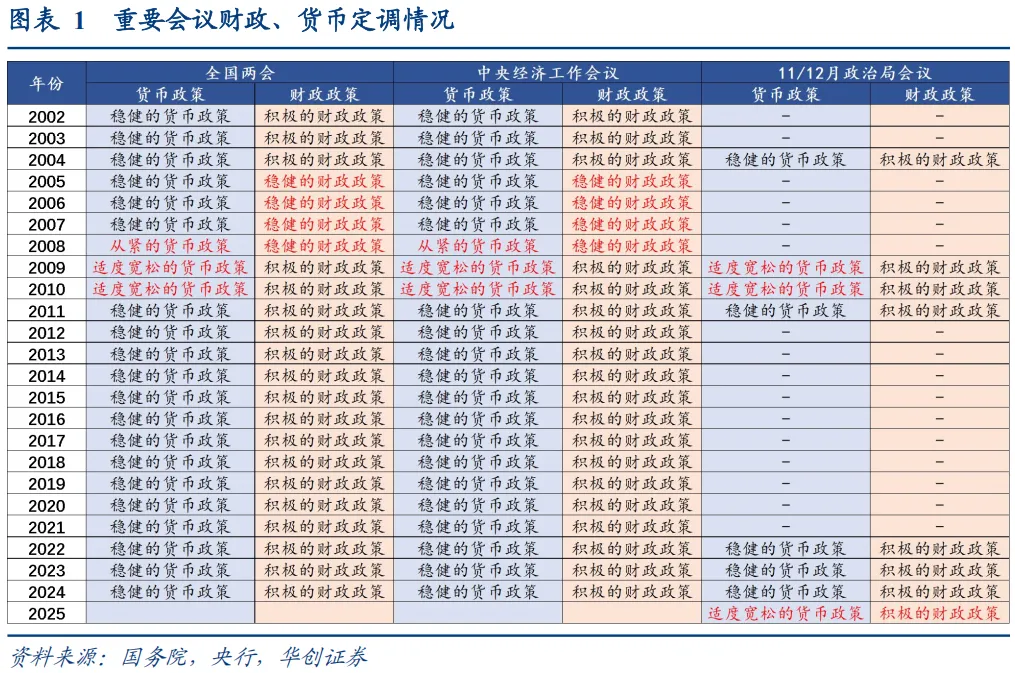 图表 1 重要会议财政、货币定调情况
年份 全国两会 中央经济工作会议 11/12月政治局会议
货币政策 财政政策 货币政策 财政政策 货币政策 财政政策
2002 稳健的货币政策 积极的财政政策 稳健的货币政策 积极的财政政策 – –
2003 稳健的货币政策 积极的财政政策 稳健的货币政策 积极的财政政策 – –
2004 稳健的货币政策 积极的财政政策 稳健的货币政策 积极的财政政策 稳健的货币政策 积极的财政政策
2005 稳健的货币政策 稳健的财政政策 稳健的货币政策 稳健的财政政策 – –
2006 稳健的货币政策 稳健的财政政策 稳健的货币政策 稳健的财政政策 – –
2007 稳健的货币政策 稳健的财政政策 稳健的货币政策 稳健的财政政策 – –
2008 从紧的货币政策 稳健的财政政策 从紧的货币政策 稳健的财政政策 – –
2009 适度宽松的货币政策 积极的财政政策 适度宽松的货币政策 积极的财政政策 适度宽松的货币政策 积极的财政政策
2010 适度宽松的货币政策 积极的财政政策 适度宽松的货币政策 积极的财政政策 适度宽松的货币政策 积极的财政政策
2011 稳健的货币政策 积极的财政政策 稳健的货币政策 积极的财政政策 稳健的货币政策 积极的财政政策
2012 稳健的货币政策 积极的财政政策 稳健的货币政策 积极的财政政策 – –
2013 稳健的货币政策 积极的财政政策 稳健的货币政策 积极的财政政策 – –
2014 稳健的货币政策 积极的财政政策 稳健的货币政策 积极的财政政策 – –
2015 稳健的货币政策 积极的财政政策 稳健的货币政策 积极的财政政策 – –
2016 稳健的货币政策 积极的财政政策 稳健的货币政策 积极的财政政策 – –
2017 稳健的货币政策 积极的财政政策 稳健的货币政策 积极的财政政策 – –
2018 稳健的货币政策 积极的财政政策 稳健的货币政策 积极的财政政策 – –
2019 稳健的货币政策 积极的财政政策 稳健的货币政策 积极的财政政策 – –
2020 稳健的货币政策 积极的财政政策 稳健的货币政策 积极的财政政策 – –
2021 稳健的货币政策 积极的财政政策 稳健的货币政策 积极的财政政策 – –
2022 稳健的货币政策 积极的财政政策 稳健的货币政策 积极的财政政策 稳健的货币政策 积极的财政政策
2023 稳健的货币政策 积极的财政政策 稳健的货币政策 积极的财政政策 稳健的货币政策 积极的财政政策
2024 稳健的货币政策 积极的财政政策 稳健的货币政策 积极的财政政策 稳健的货币政策 积极的财政政策
2025 适度宽松的货币政策 积极的财政政策
资料来源：国务院，央行，华创证券